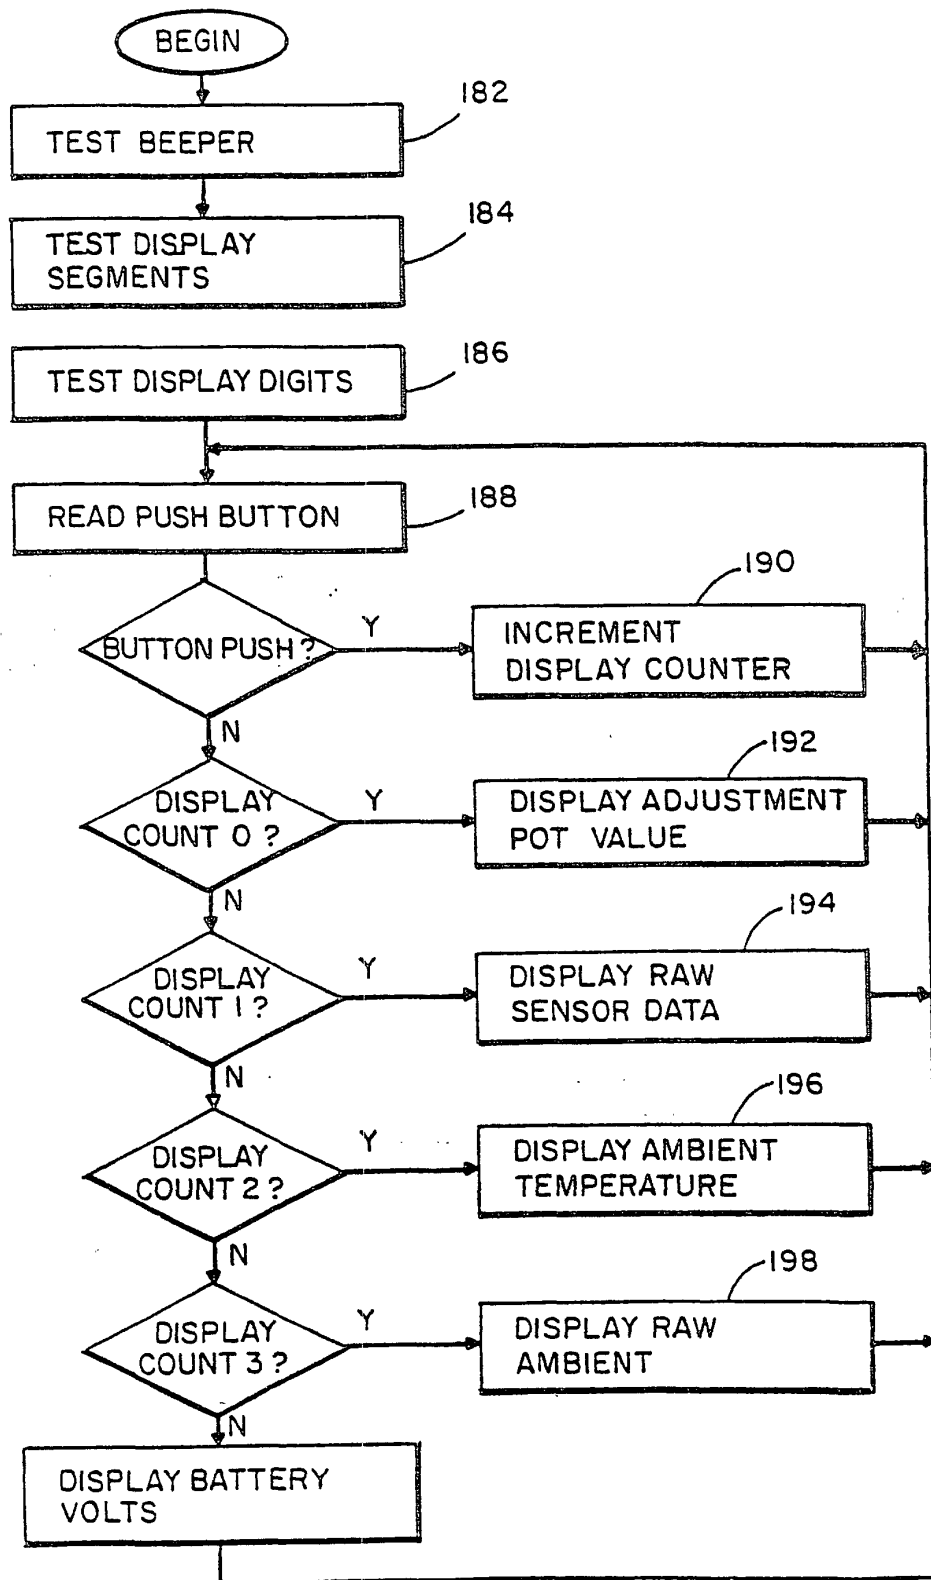 BEGIN
182
TEST BEEPER
184
TEST DISPLAY
SEGMENTS
186
TEST DISPLAY DIGITS
188
READ PUSH BUTTON
190
BUTTON PUSH?
Y
INCREMENT
DISPLAY COUNTER
N
192
DISPLAY
COUNT 0?
Y
DISPLAY ADJUSTMENT
POT VALUE
N
194
DISPLAY
COUNT 1?
Y
DISPLAY RAW
SENSOR DATA
N
196
DISPLAY
COUNT 2?
Y
DISPLAY AMBIENT
TEMPERATURE
N
198
DISPLAY
COUNT 3?
Y
DISPLAY RAW
AMBIENT
N
DISPLAY BATTERY
VOLTS